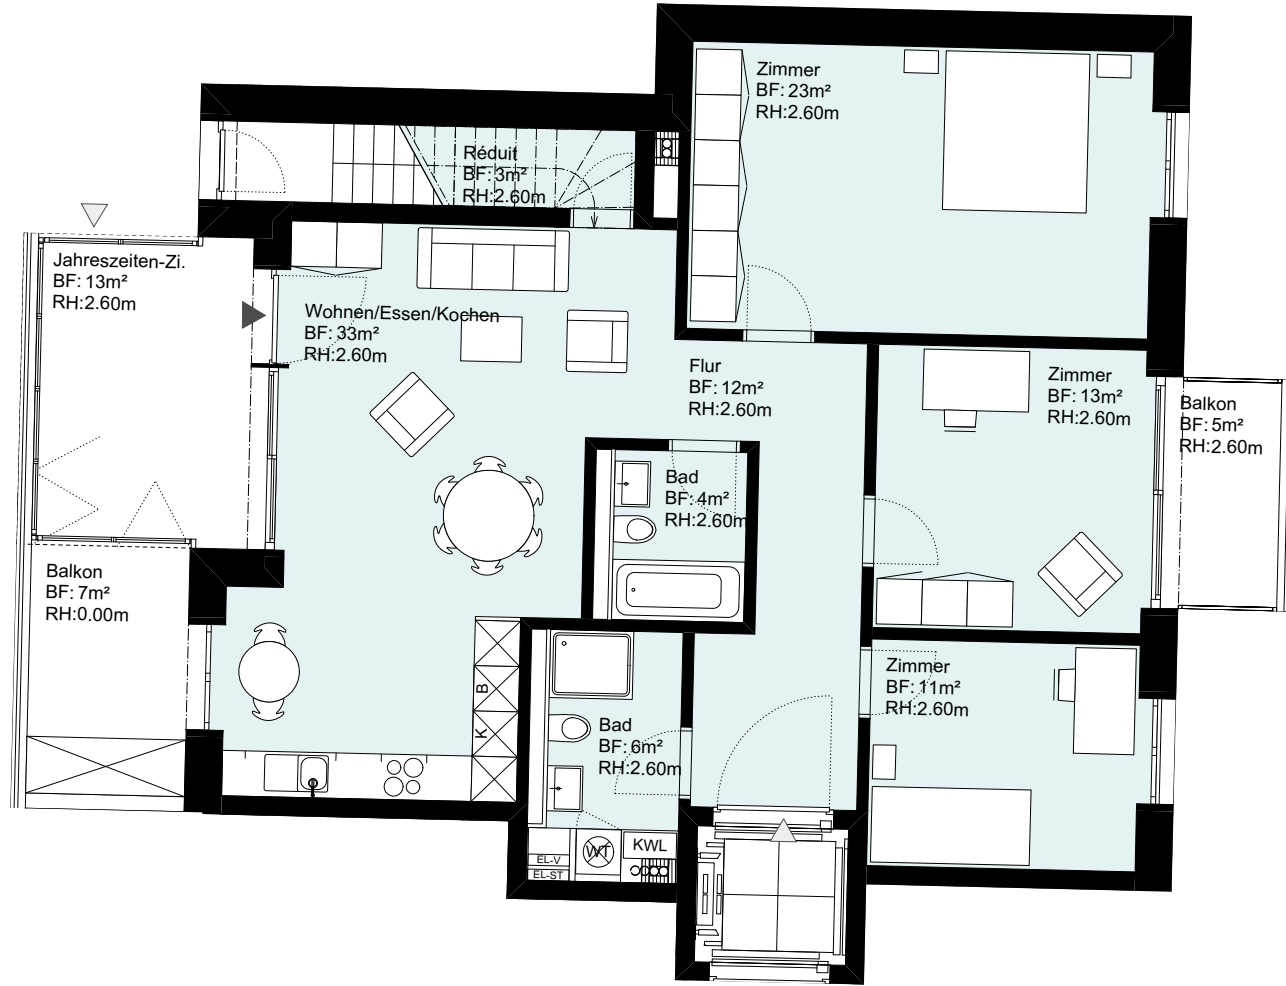 Zimmer
BF: 23m²
RH:2.60m
Réduit
BF: 3m²
RH:2.60m
Jahreszeiten-Zi.
BF: 13m²
RH:2.60m
Wohnen/Essen/Kochen
BF: 33m²
RH:2.60m
Flur
BF: 12m²
RH:2.60m
Zimmer
BF: 13m²
RH:2.60m
Balkon
BF: 5m²
RH:2.60m
Bad
BF: 4m²
RH:2.60m
Balkon
BF: 7m²
RH:0.00m
Zimmer
BF: 11m²
RH:2.60m
B
K
Bad
BF: 6m²
RH:2.60m
WT
KWL
EL-V
EL-ST